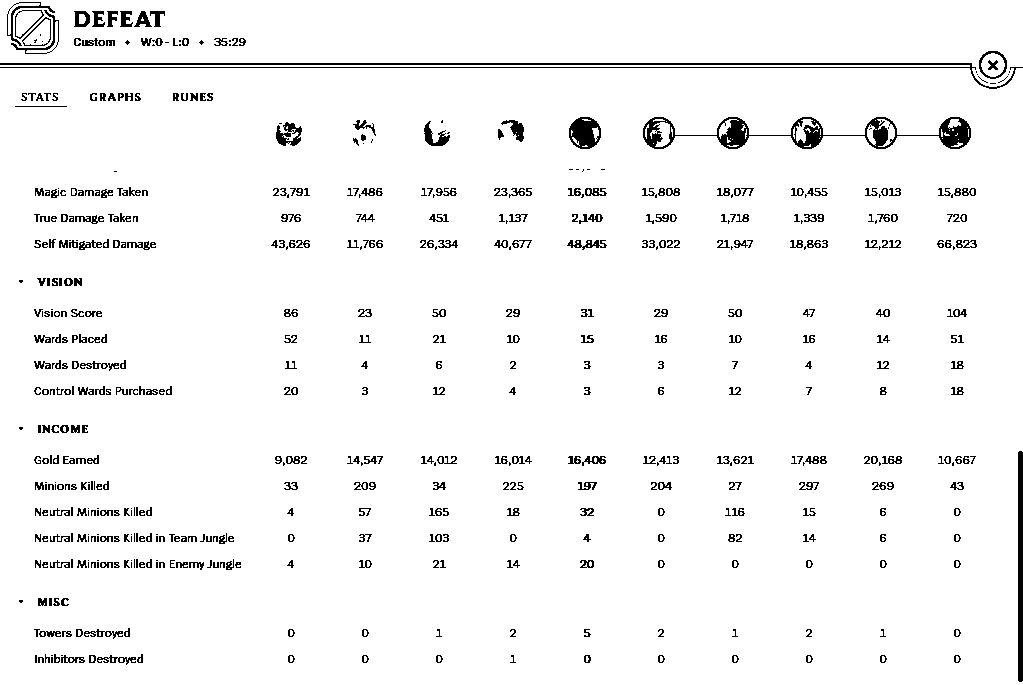 DEFEAT
Custom • W:0 - L:0 • 35:29
STATS GRAPHS RUNES
Magic Damage Taken 23,791 17,486 17,956 23,365 16,085 15,808 18,077 10,455 15,013 15,880
True Damage Taken 976 744 451 1,137 2,140 1,590 1,718 1,339 1,760 720
Self Mitigated Damage 43,626 11,766 26,334 40,677 48,845 33,022 21,947 18,863 12,212 66,823
VISION
Vision Score 86 23 50 29 31 29 50 47 40 104
Wards Placed 52 11 21 10 15 16 10 16 14 51
Wards Destroyed 11 4 6 2 3 3 7 4 12 18
Control Wards Purchased 20 3 12 4 3 6 12 7 8 18
INCOME
Gold Earned 9,082 14,547 14,012 16,014 16,406 12,413 13,621 17,488 20,168 10,667
Minions Killed 33 209 34 225 197 204 27 297 269 43
Neutral Minions Killed 4 57 165 18 32 0 116 15 6 0
Neutral Minions Killed in Team Jungle 0 37 103 0 4 0 82 14 6 0
Neutral Minions Killed in Enemy Jungle 4 10 21 14 20 0 0 0 0 0
MISC
Towers Destroyed 0 0 1 2 5 2 1 2 1 0
Inhibitors Destroyed 0 0 0 1 0 0 0 0 0 0